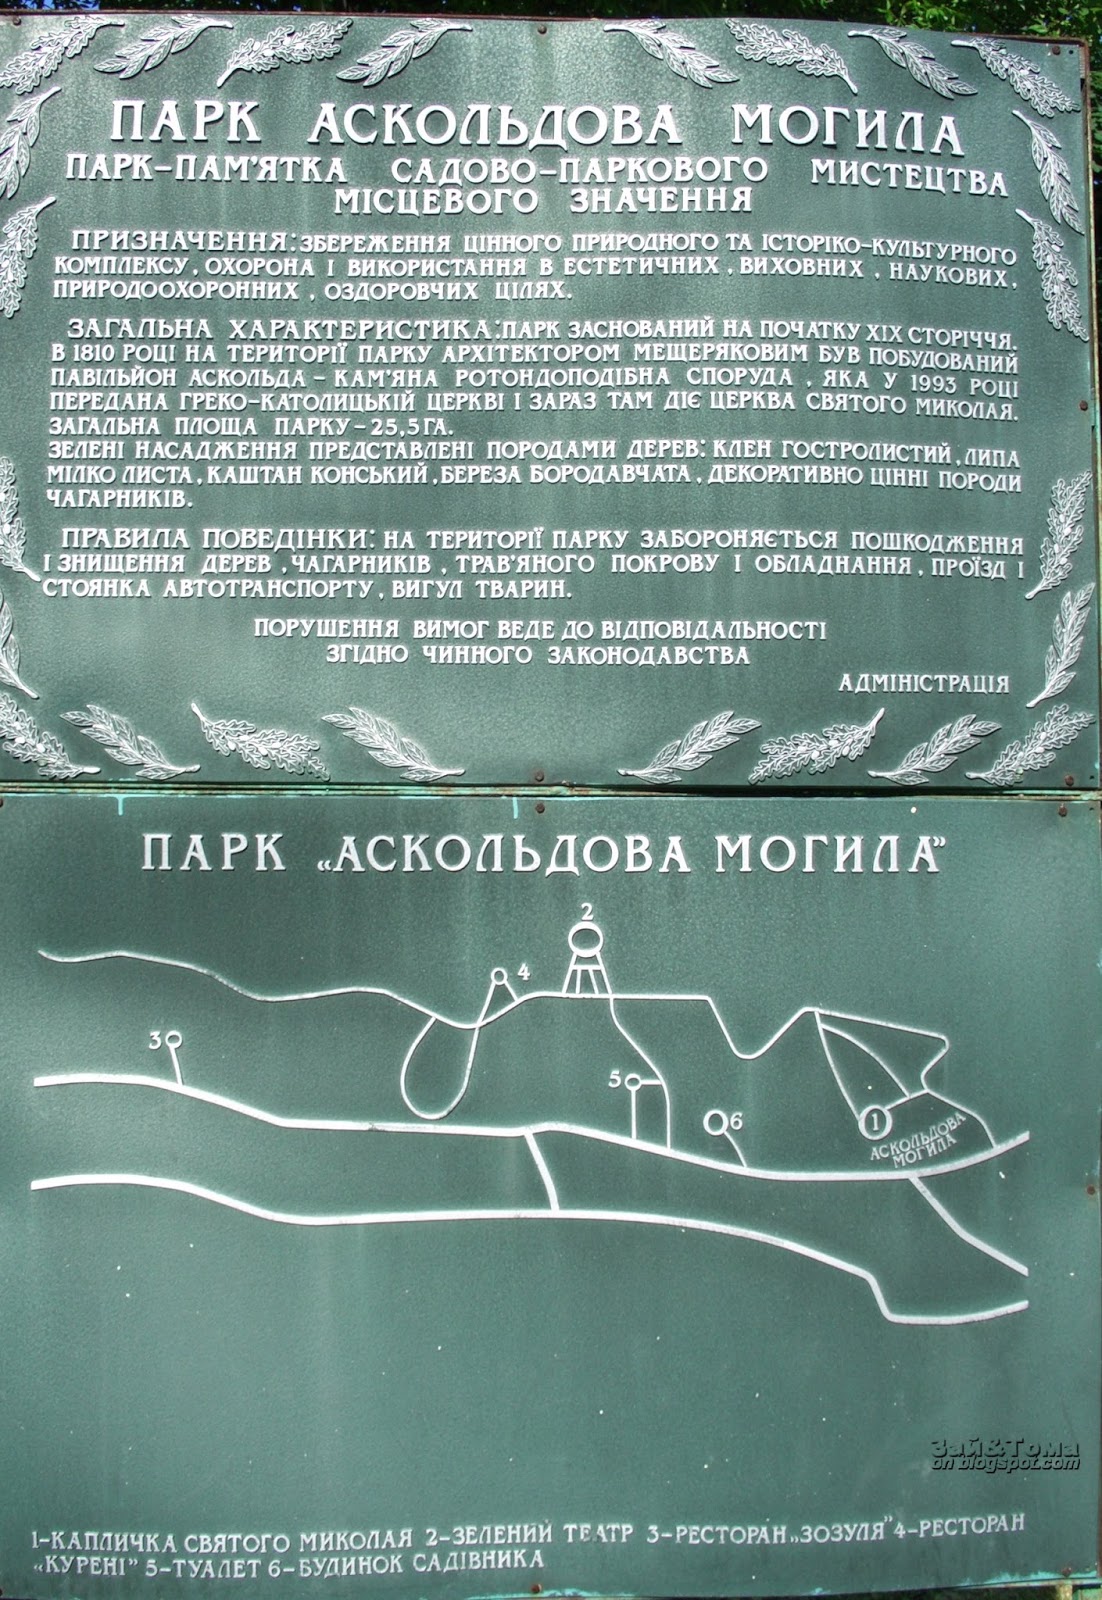 ПАРК АСКОЛЬДОВА МОГИЛА
ПАРК-ПАМ'ЯТКА САДОВО-ПАРКОВОГО МИСТЕЦТВА
МІСЦЕВОГО ЗНАЧЕННЯ
ПРИЗНАЧЕННЯ: ЗБЕРЕЖЕННЯ ЦІННОГО ПРИРОДНОГО ТА ІСТОРІКО-КУЛЬТУРНОГО
КОМПЛЕКСУ, ОХОРОНА І ВИКОРИСТАННЯ В ЕСТЕТИЧНИХ, ВИХОВНИХ, НАУКОВИХ,
ПРИРОДООХОРОННИХ, ОЗДОРОВЧИХ ЦІЛЯХ.
ЗАГАЛЬНА ХАРАКТЕРИСТИКА: ПАРК ЗАСНОВАНИЙ НА ПОЧАТКУ ХІХ СТОРІЧЧЯ.
В 1810 РОЦІ НА ТЕРИТОРІЇ ПАРКУ АРХІТЕКТОРОМ МЕЩЕРЯКОВИМ БУВ ПОБУДОВАНИЙ
ПАВІЛЬЙОН АСКОЛЬДА - КАМ'ЯНА РОТОНДОПОДІБНА СПОРУДА, ЯКА У 1993 РОЦІ
ПЕРЕДАНА ГРЕКО-КАТОЛИЦЬКІЙ ЦЕРКВІ І ЗАРАЗ ТАМ ДІЄ ЦЕРКВА СВЯТОГО МИКОЛАЯ.
ЗАГАЛЬНА ПЛОЩА ПАРКУ - 25,5 ГА.
ЗЕЛЕНІ НАСАДЖЕННЯ ПРЕДСТАВЛЕНІ ПОРОДАМИ ДЕРЕВ: КЛЕН ГОСТРОЛИСТИЙ, ЛИПА
МІЛКО ЛИСТА, КАШТАН КОНСЬКИЙ, БЕРЕЗА БОРОДАВЧАТА, ДЕКОРАТИВНО ЦІННІ ПОРОДИ
ЧАГАРНИКІВ.
ПРАВИЛА ПОВЕДІНКИ: НА ТЕРИТОРІЇ ПАРКУ ЗАБОРОНЯЄТЬСЯ ПОШКОДЖЕННЯ
І ЗНИЩЕННЯ ДЕРЕВ, ЧАГАРНИКІВ, ТРАВ'ЯНОГО ПОКРОВУ І ОБЛАДНАННЯ, ПРОЇЗД І
СТОЯНКА АВТОТРАНСПОРТУ, ВИГУЛ ТВАРИН.
ПОРУШЕННЯ ВИМОГ ВЕДЕ ДО ВІДПОВІДАЛЬНОСТІ
ЗГІДНО ЧИННОГО ЗАКОНОДАВСТВА
АДМІНІСТРАЦІЯ
ПАРК „АСКОЛЬДОВА МОГИЛА"
2
4
3
5
6
1
АСКОЛЬДОВА
МОГИЛА
Зай&Тома
on blogspot.com
1-КАПЛИЧКА СВЯТОГО МИКОЛАЯ 2-ЗЕЛЕНИЙ ТЕАТР 3-РЕСТОРАН „ЗОЗУЛЯ" 4-РЕСТОРАН
„КУРЕНІ" 5-ТУАЛЕТ 6-БУДИНОК САДІВНИКА